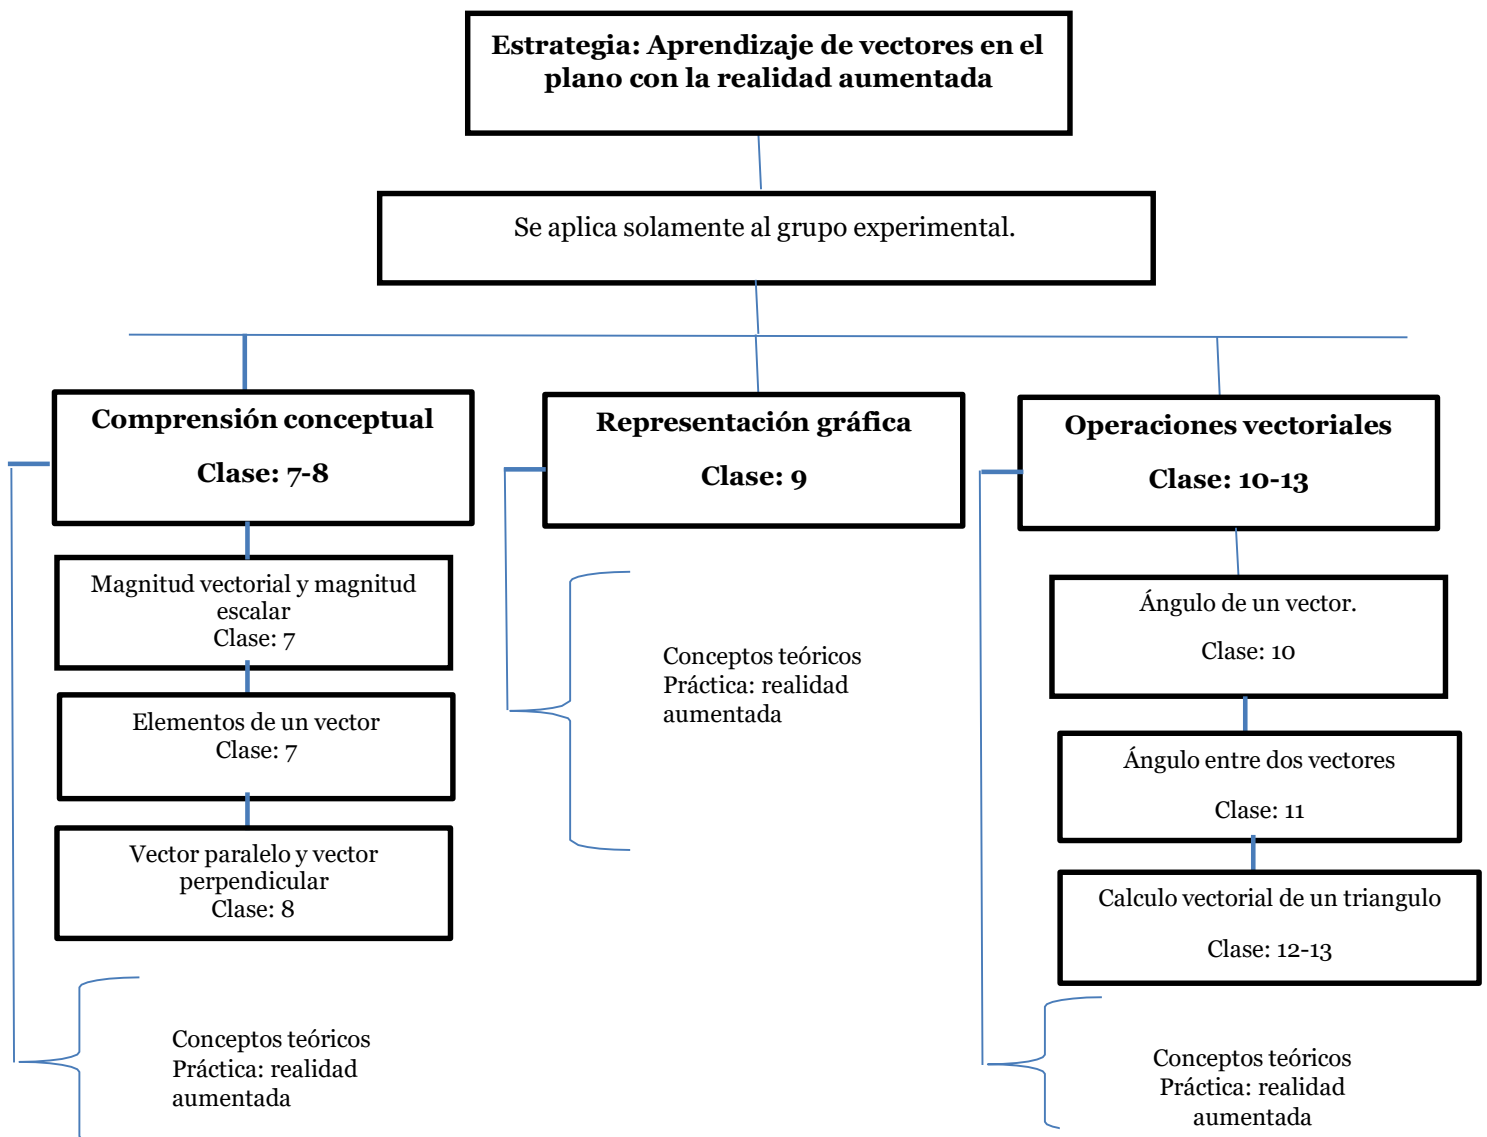 Estrategia: Aprendizaje de vectores en el
plano con la realidad aumentada
Se aplica solamente al grupo experimental.
Comprensión conceptual
Clase: 7-8
Magnitud vectorial y magnitud
escalar
Clase: 7
Elementos de un vector
Clase: 7
Vector paralelo y vector
perpendicular
Clase: 8
Conceptos teóricos
Práctica: realidad
aumentada
Representación gráfica
Clase: 9
Conceptos teóricos
Práctica: realidad
aumentada
Operaciones vectoriales
Clase: 10-13
Ángulo de un vector.
Clase: 10
Ángulo entre dos vectores
Clase: 11
Calculo vectorial de un triangulo
Clase: 12-13
Conceptos teóricos
Práctica: realidad
aumentada